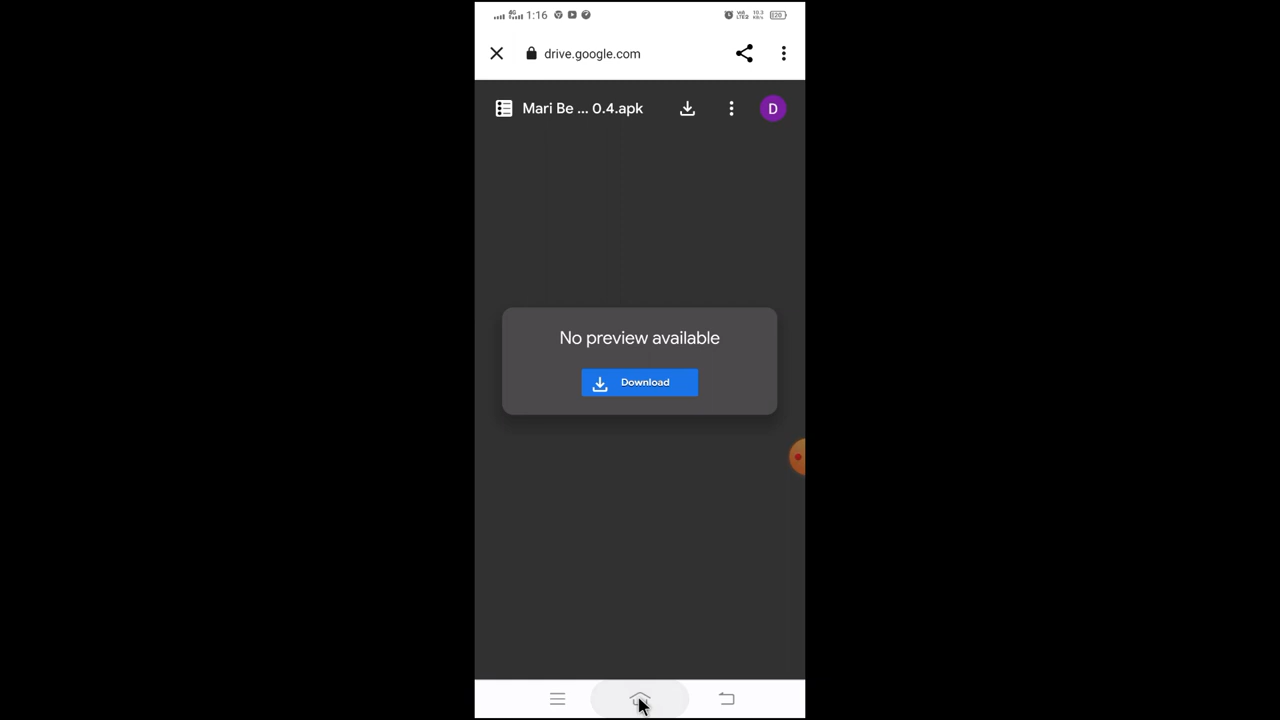 1:16
drive.google.com
Mari Be ... 0.4.apk
D
No preview available
Download